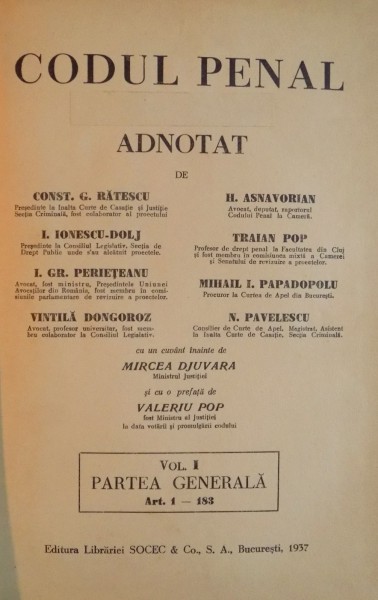 CODUL PENAL
ADNOTAT
DE
CONST. G. RĂTESCU
Președinte la Inalta Curte de Casație și Justiție
Secția Criminală, fost colaborator al proectului
I. IONESCU-DOLJ
Președinte la Consiliul Legislativ, Secția de
Drept Public unde s'au alcătuit proectele.
I. GR. PERIEȚEANU
Avocat, fost ministru, Președintele Uniunei
Avocaților din România, fost membru în comi-
siunile parlamentare de revizuire a proectelor.
VINTILĂ DONGOROZ
Avocat, profesor universitar, fost mem-
bru colaborator la Consiliul Legislativ.
H. ASNAVORIAN
Avocat, deputat, raportorul
Codului Penal la Cameră.
TRAIAN POP
Profesor de drept penal la Facultatea din Cluj
și fost membru în comisiunea mixtă a Camerei
și Senatului de revizuire a proectelor.
MIHAIL I. PAPADOPOLU
Procuror la Curtea de Apel din București.
N. PAVELESCU
Consilier de Curte de Apel, Magistrat, Asistent
la Inalta Curte de Casație, Secția Criminală.
cu un cuvânt înainte de
MIRCEA DJUVARA
Ministrul Justiției
și cu o prefață de
VALERIU POP
fost Ministru al Justiției
la data votării și promulgării codului
VOL. I
PARTEA GENERALĂ
Art. 1 — 183
Editura Librăriei SOCEC & Co., S. A., București, 1937